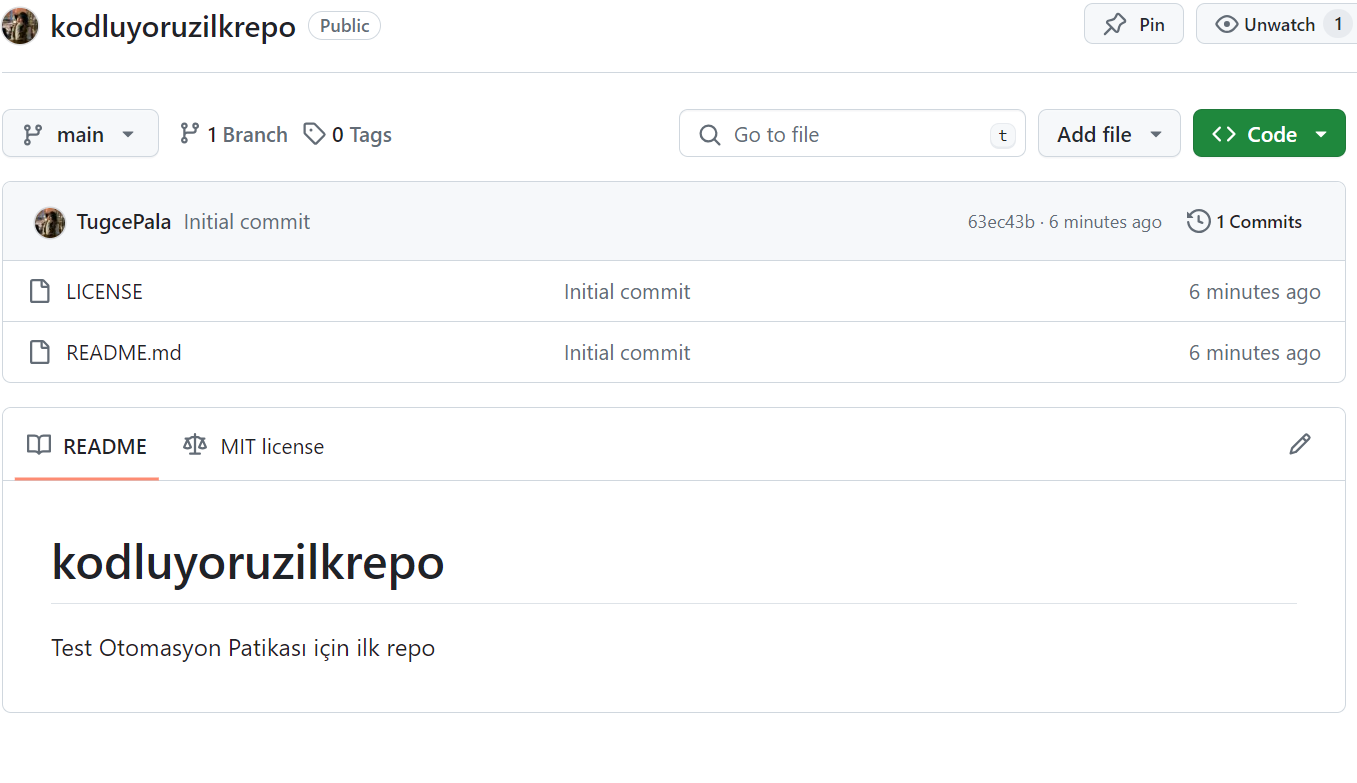 kodluyoruzilkrepo Public Pin Unwatch 1
main 1 Branch 0 Tags Go to file t Add file Code
TugcePala Initial commit 63ec43b · 6 minutes ago 1 Commits
LICENSE Initial commit 6 minutes ago
README.md Initial commit 6 minutes ago
README MIT license
kodluyoruzilkrepo
Test Otomasyon Patikası için ilk repo